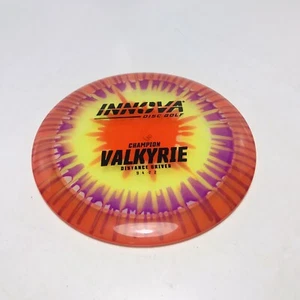 INNOVA
DISC GOLF
CHAMPION
VALKYRIE
DISTANCE DRIVER